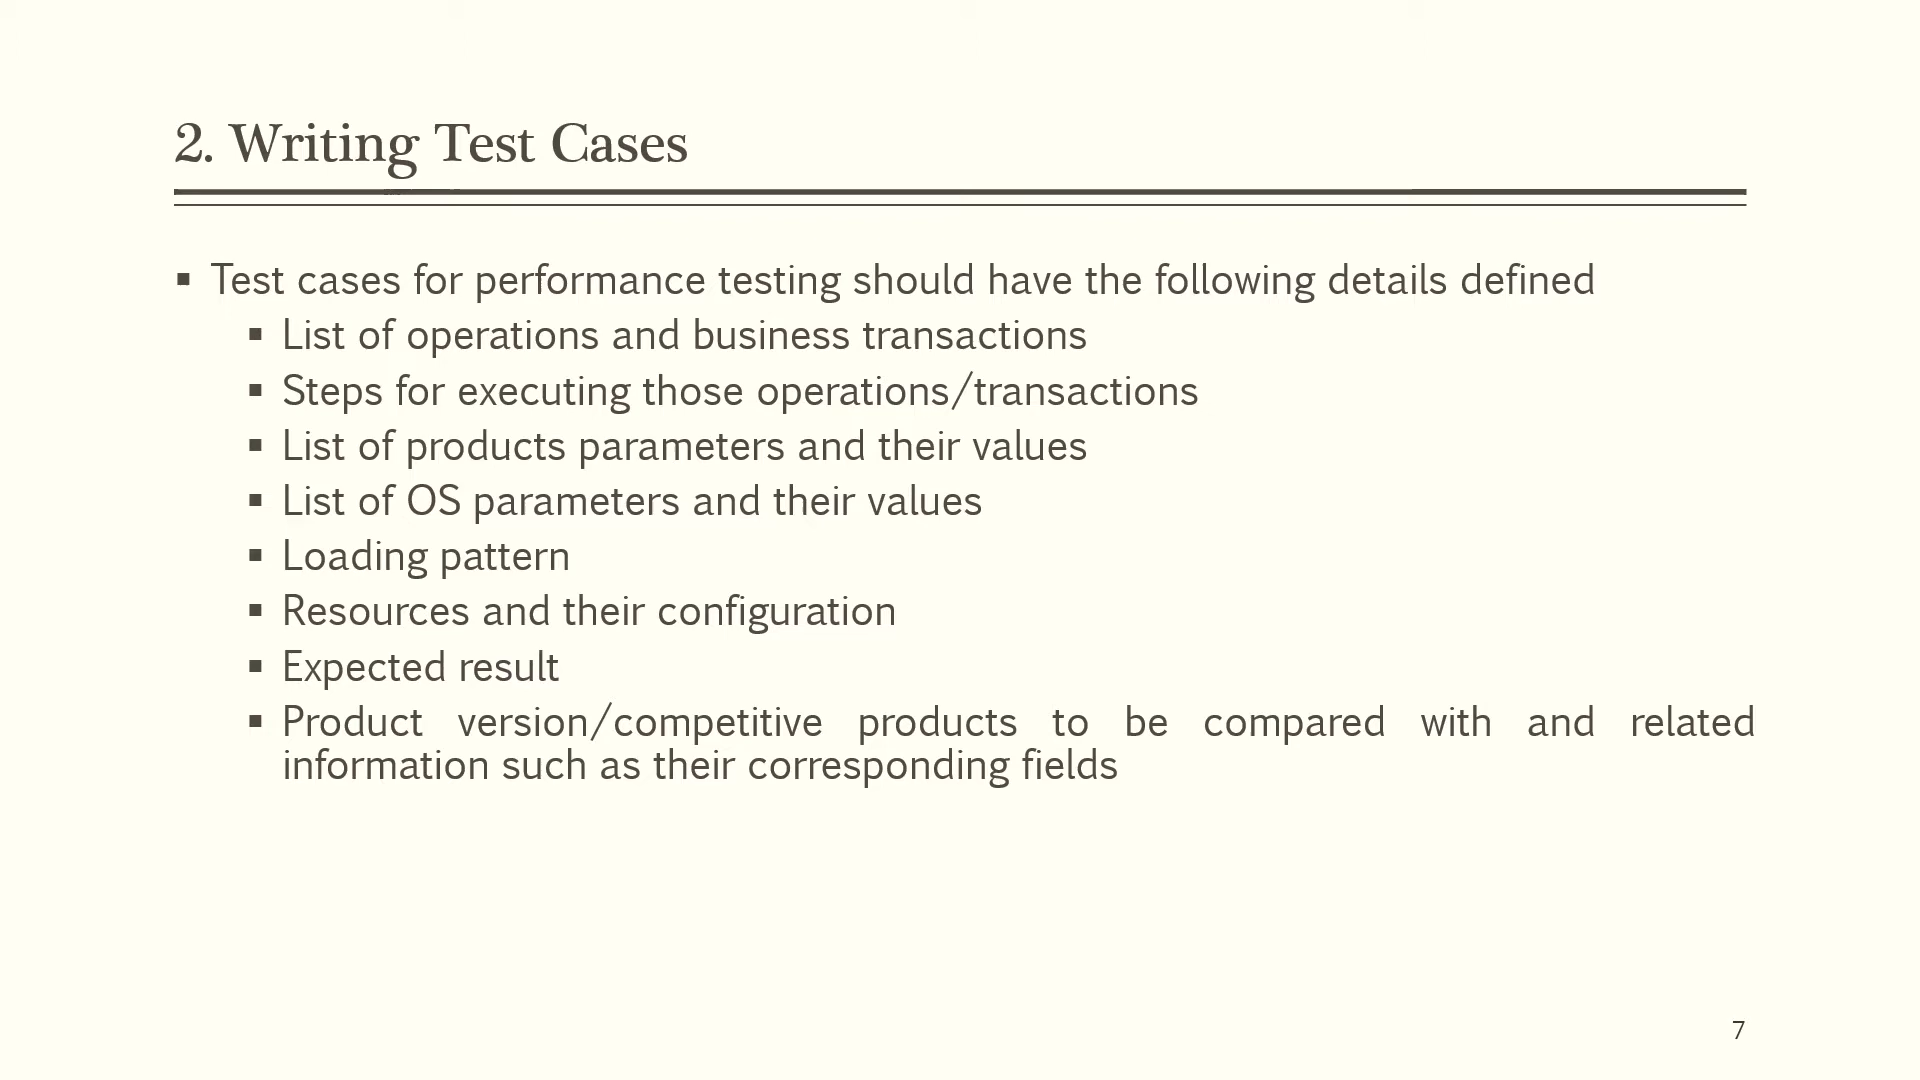 2. Writing Test Cases
▪ Test cases for performance testing should have the following details defined
▪ List of operations and business transactions
▪ Steps for executing those operations/transactions
▪ List of products parameters and their values
▪ List of OS parameters and their values
▪ Loading pattern
▪ Resources and their configuration
▪ Expected result
▪ Product version/competitive products to be compared with and related
information such as their corresponding fields
7